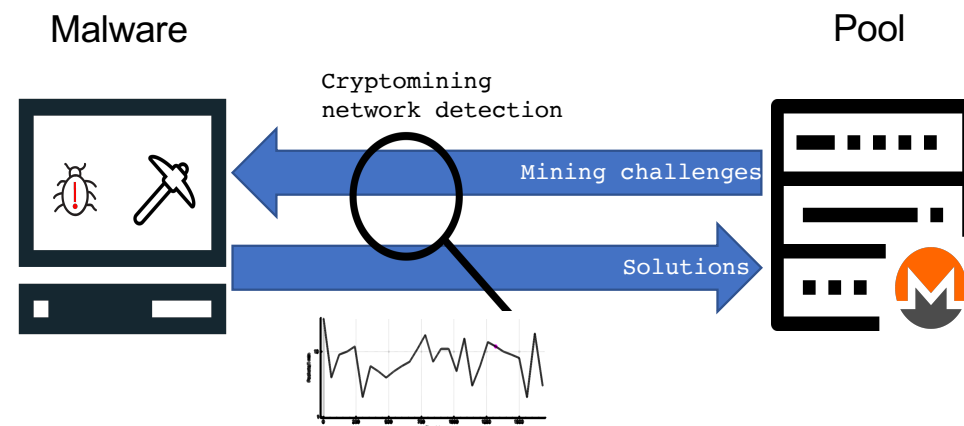 Malware
Pool
Cryptomining
network detection
Mining challenges
Solutions